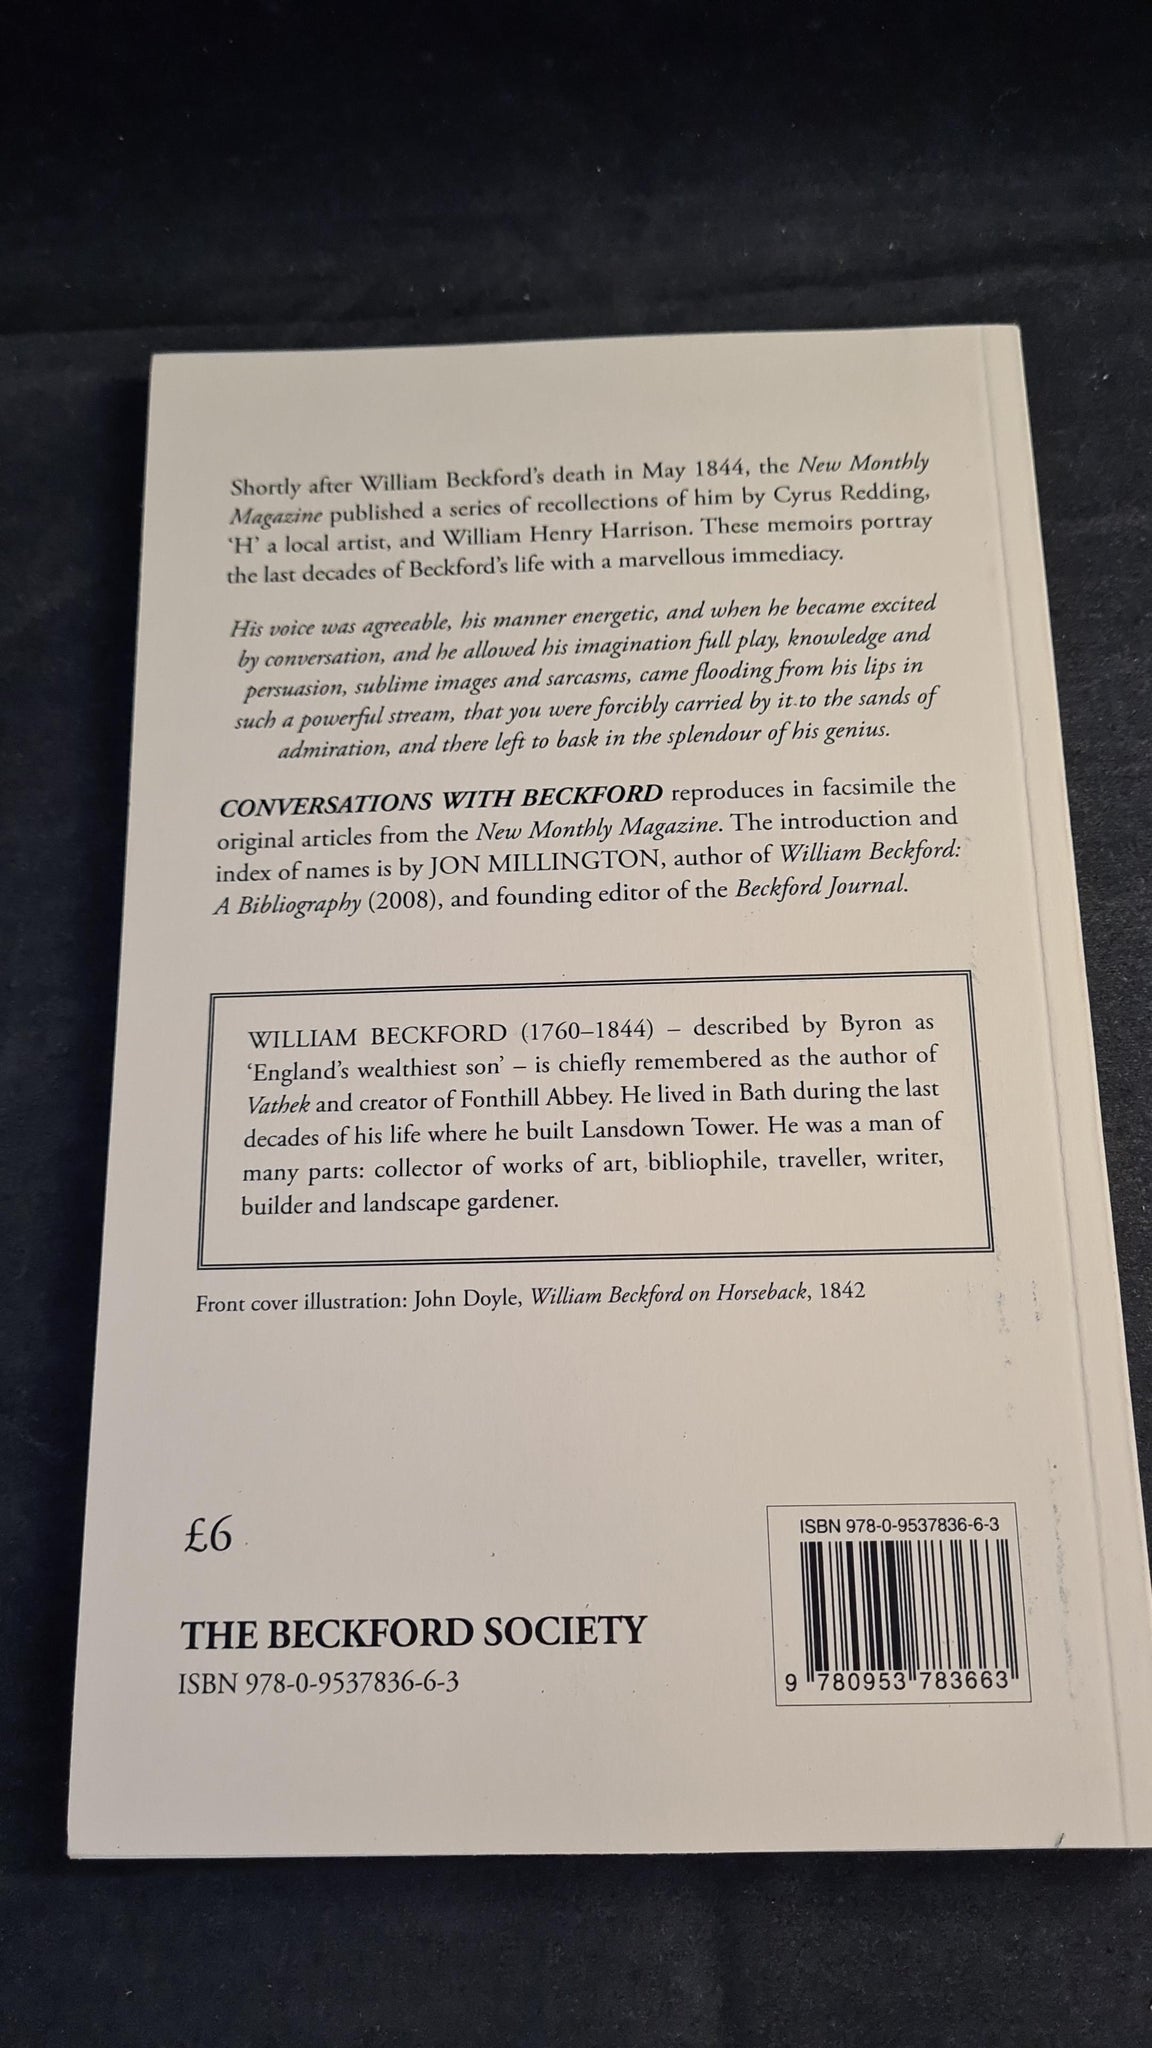 Shortly after William Beckford's death in May 1844, the New Monthly
Magazine published a series of recollections of him by Cyrus Redding,
'H' a local artist, and William Henry Harrison. These memoirs portray
the last decades of Beckford's life with a marvellous immediacy.
His voice was agreeable, his manner energetic, and when he became excited
by conversation, and he allowed his imagination full play, knowledge and
persuasion, sublime images and sarcasms, came flooding from his lips in
such a powerful stream, that you were forcibly carried by it to the sands of
admiration, and there left to bask in the splendour of his genius.
CONVERSATIONS WITH BECKFORD reproduces in facsimile the
original articles from the New Monthly Magazine. The introduction and
index of names is by JON MILLINGTON, author of William Beckford:
A Bibliography (2008), and founding editor of the Beckford Journal.
WILLIAM BECKFORD (1760–1844) – described by Byron as
'England's wealthiest son' – is chiefly remembered as the author of
Vathek and creator of Fonthill Abbey. He lived in Bath during the last
decades of his life where he built Lansdown Tower. He was a man of
many parts: collector of works of art, bibliophile, traveller, writer,
builder and landscape gardener.
Front cover illustration: John Doyle, William Beckford on Horseback, 1842
£6
THE BECKFORD SOCIETY
ISBN 978-0-9537836-6-3
ISBN 978-0-9537836-6-3
9 780953 783663